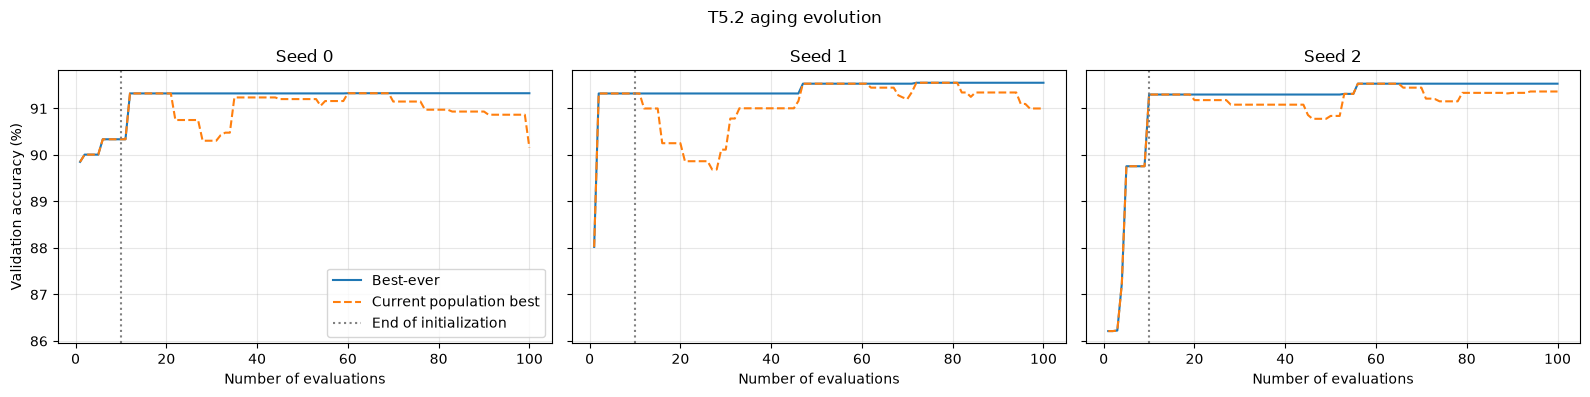 T5.2 aging evolution
Seed 0
Seed 1
Seed 2
Validation accuracy (%)
91
90
89
88
87
86
Best-ever
Current population best
End of initialization
0 20 40 60 80 100
0 20 40 60 80 100
0 20 40 60 80 100
Number of evaluations
Number of evaluations
Number of evaluations